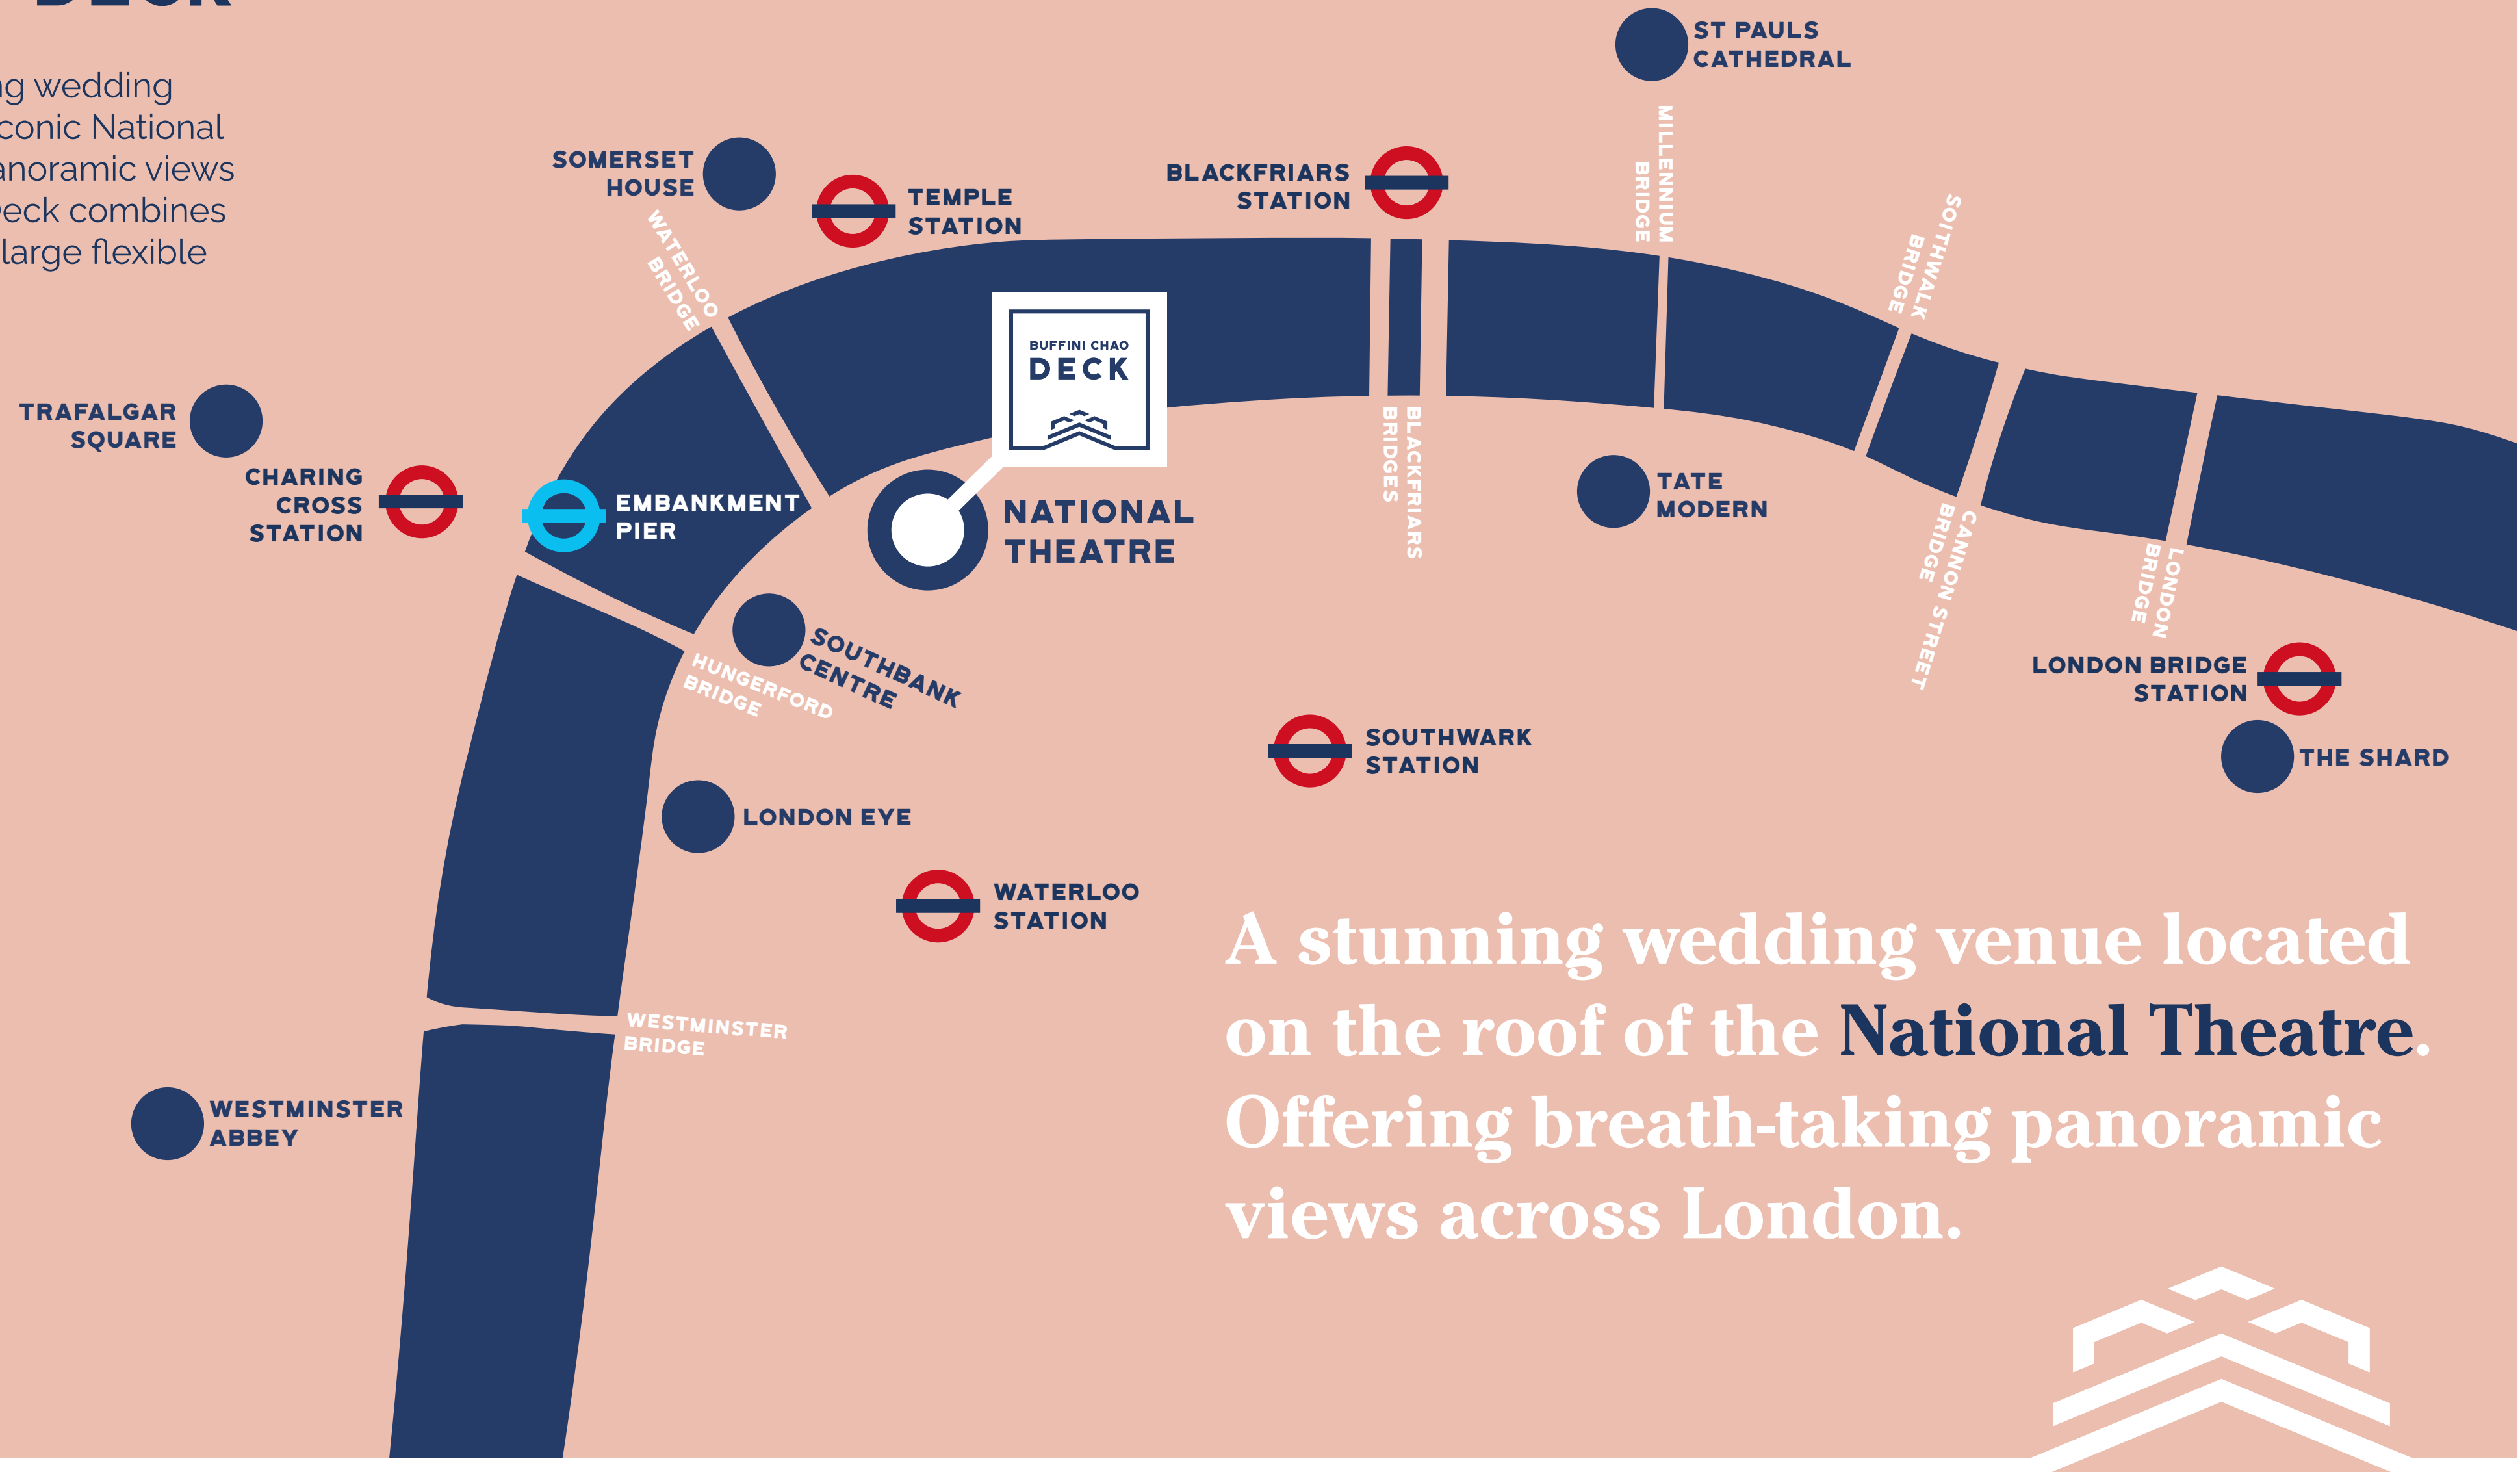 DECK
ng wedding
conic National
anoramic views
Deck combines
large flexible
ST PAULS
CATHEDRAL
MILLENNIUM
BRIDGE
SOMERSET
HOUSE
TEMPLE
STATION
BLACKFRIARS
STATION
WATERLOO
BRIDGE
SOUTHWALK
BRIDGE
BUFFINI CHAO
DECK
TRAFALGAR
SQUARE
CHARING
CROSS
STATION
EMBANKMENT
PIER
NATIONAL
THEATRE
BLACKFRIARS
BRIDGES
TATE
MODERN
CANNON STREET
BRIDGE
LONDON
BRIDGE
SOUTHBANK
CENTRE
HUNGERFORD
BRIDGE
LONDON BRIDGE
STATION
SOUTHWARK
STATION
THE SHARD
LONDON EYE
WATERLOO
STATION
WESTMINSTER
BRIDGE
WESTMINSTER
ABBEY
A stunning wedding venue located
on the roof of the National Theatre.
Offering breath-taking panoramic
views across London.